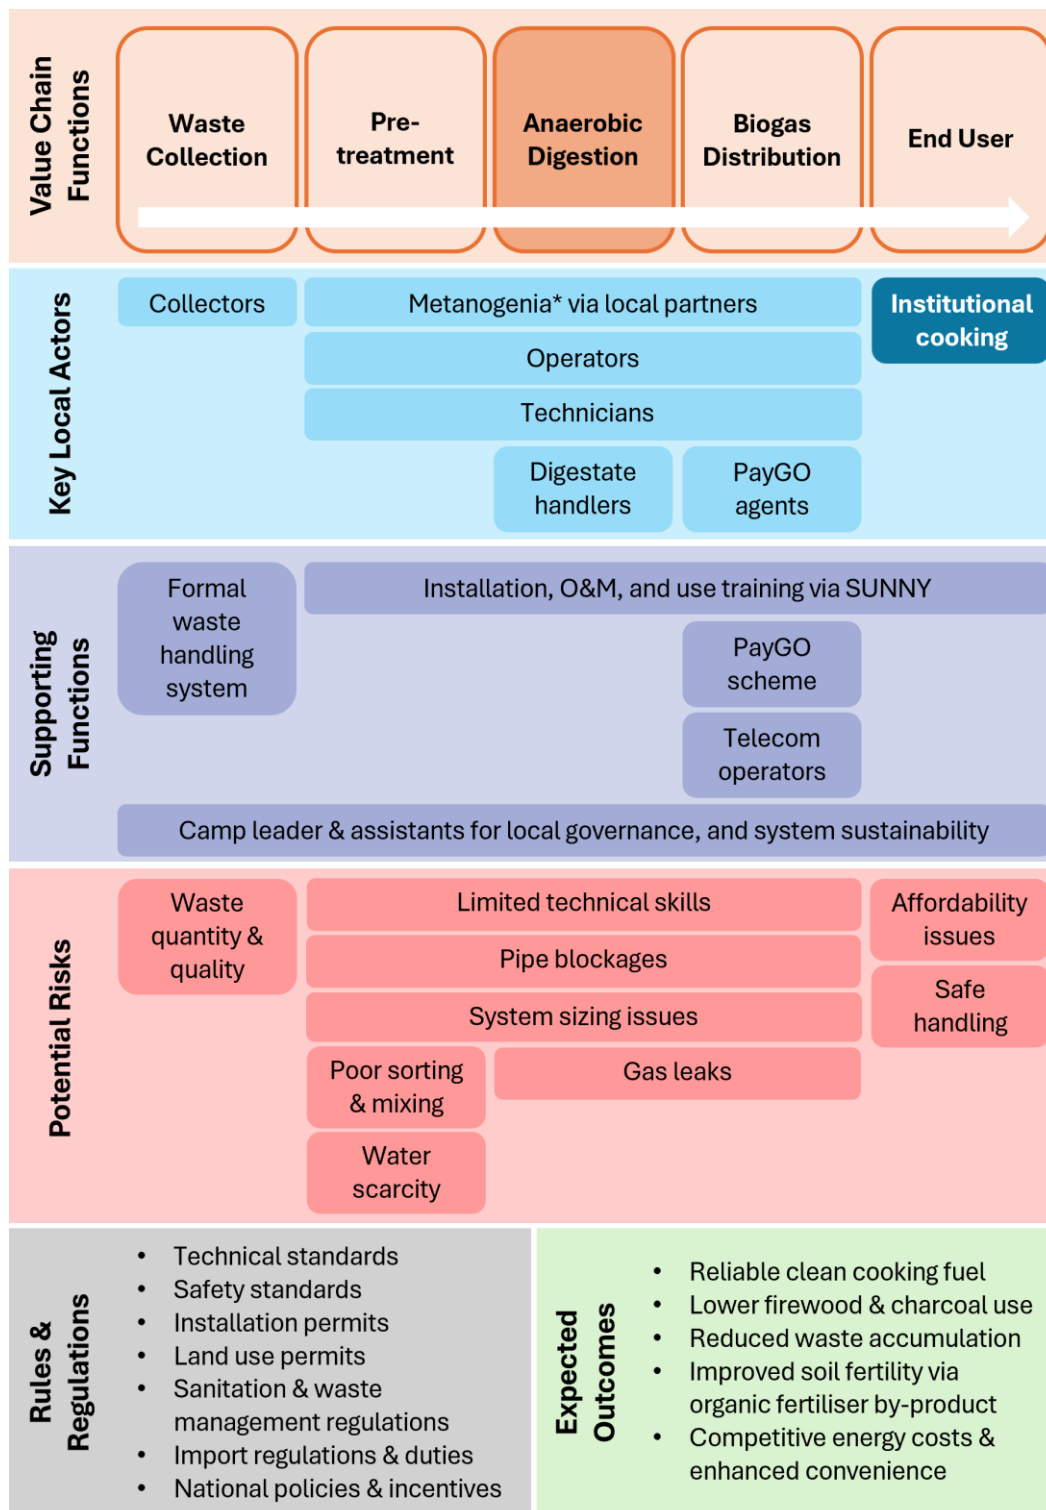 Value Chain
Functions
Waste
Collection
Pre-
treatment
Anaerobic
Digestion
Biogas
Distribution
End User
Key Local Actors
Collectors
Metanogenia* via local partners
Institutional
cooking
Operators
Technicians
Digestate
handlers
PayGO
agents
Supporting
Functions
Formal
waste
handling
system
Installation, O&M, and use training via SUNNY
PayGO
scheme
Telecom
operators
Camp leader & assistants for local governance, and system sustainability
Potential Risks
Waste
quantity &
quality
Limited technical skills
Affordability
issues
Pipe blockages
Safe
handling
System sizing issues
Poor sorting
& mixing
Gas leaks
Water
scarcity
Rules &
Regulations
• Technical standards
• Safety standards
• Installation permits
• Land use permits
• Sanitation & waste
management regulations
• Import regulations & duties
• National policies & incentives
Expected
Outcomes
• Reliable clean cooking fuel
• Lower firewood & charcoal use
• Reduced waste accumulation
• Improved soil fertility via
organic fertiliser by-product
• Competitive energy costs &
enhanced convenience